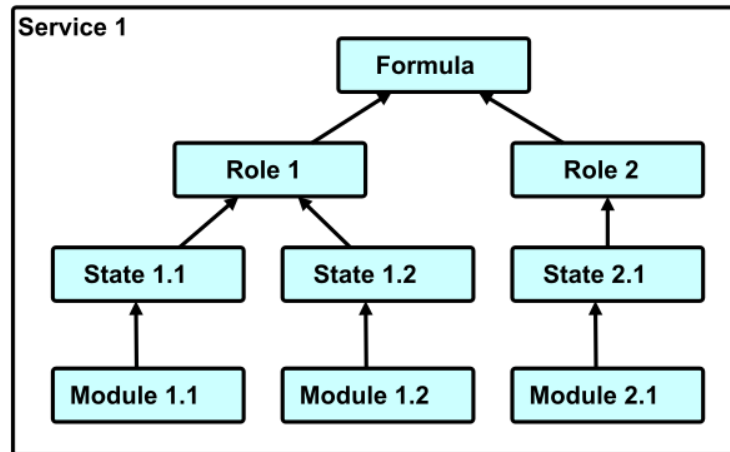 Service 1
Formula
Role 1
Role 2
State 1.1
State 1.2
State 2.1
Module 1.1
Module 1.2
Module 2.1